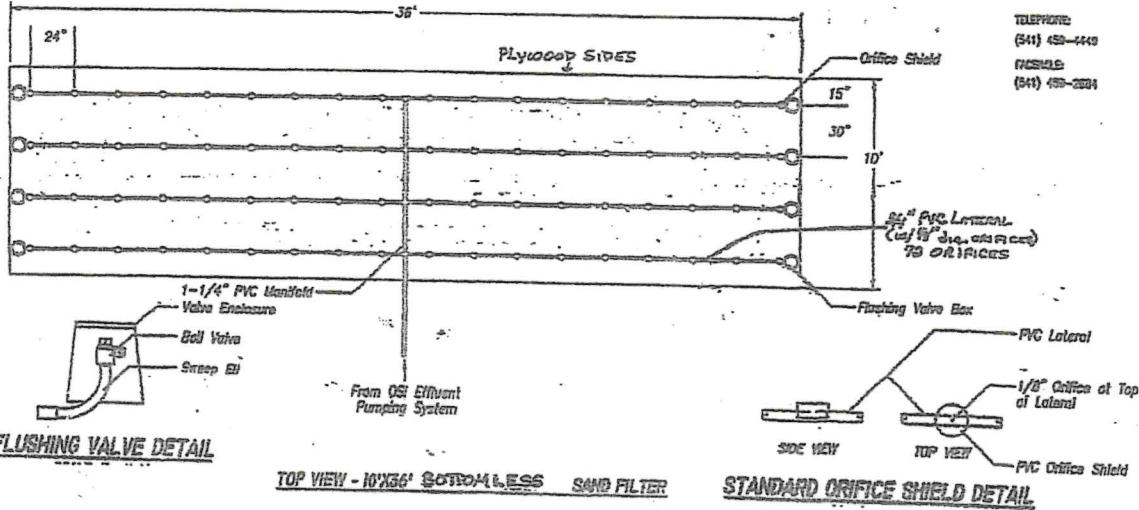 36'
24"
PLYWOOD SIDES
Orifice Shield
TELEPHONE:
(541) 459-4449
FACSIMILE:
(541) 459-2884
15"
30"
10'
PVC LATERAL
(W/ 1/8" DIA. ORIFICES)
ORIFICES
1-1/4" PVC Manifold
Valve Enclosure
Ball Valve
Sweep Ell
Flushing Valve Box
From OSI Effluent
Pumping System
PVC Lateral
1/8" Orifice at Top
of Lateral
SIDE VIEW
TOP VIEW
PVC Orifice Shield
FLUSHING VALVE DETAIL
TOP VIEW - 10'X36' BOTTOMLESS SAND FILTER
STANDARD ORIFICE SHIELD DETAIL